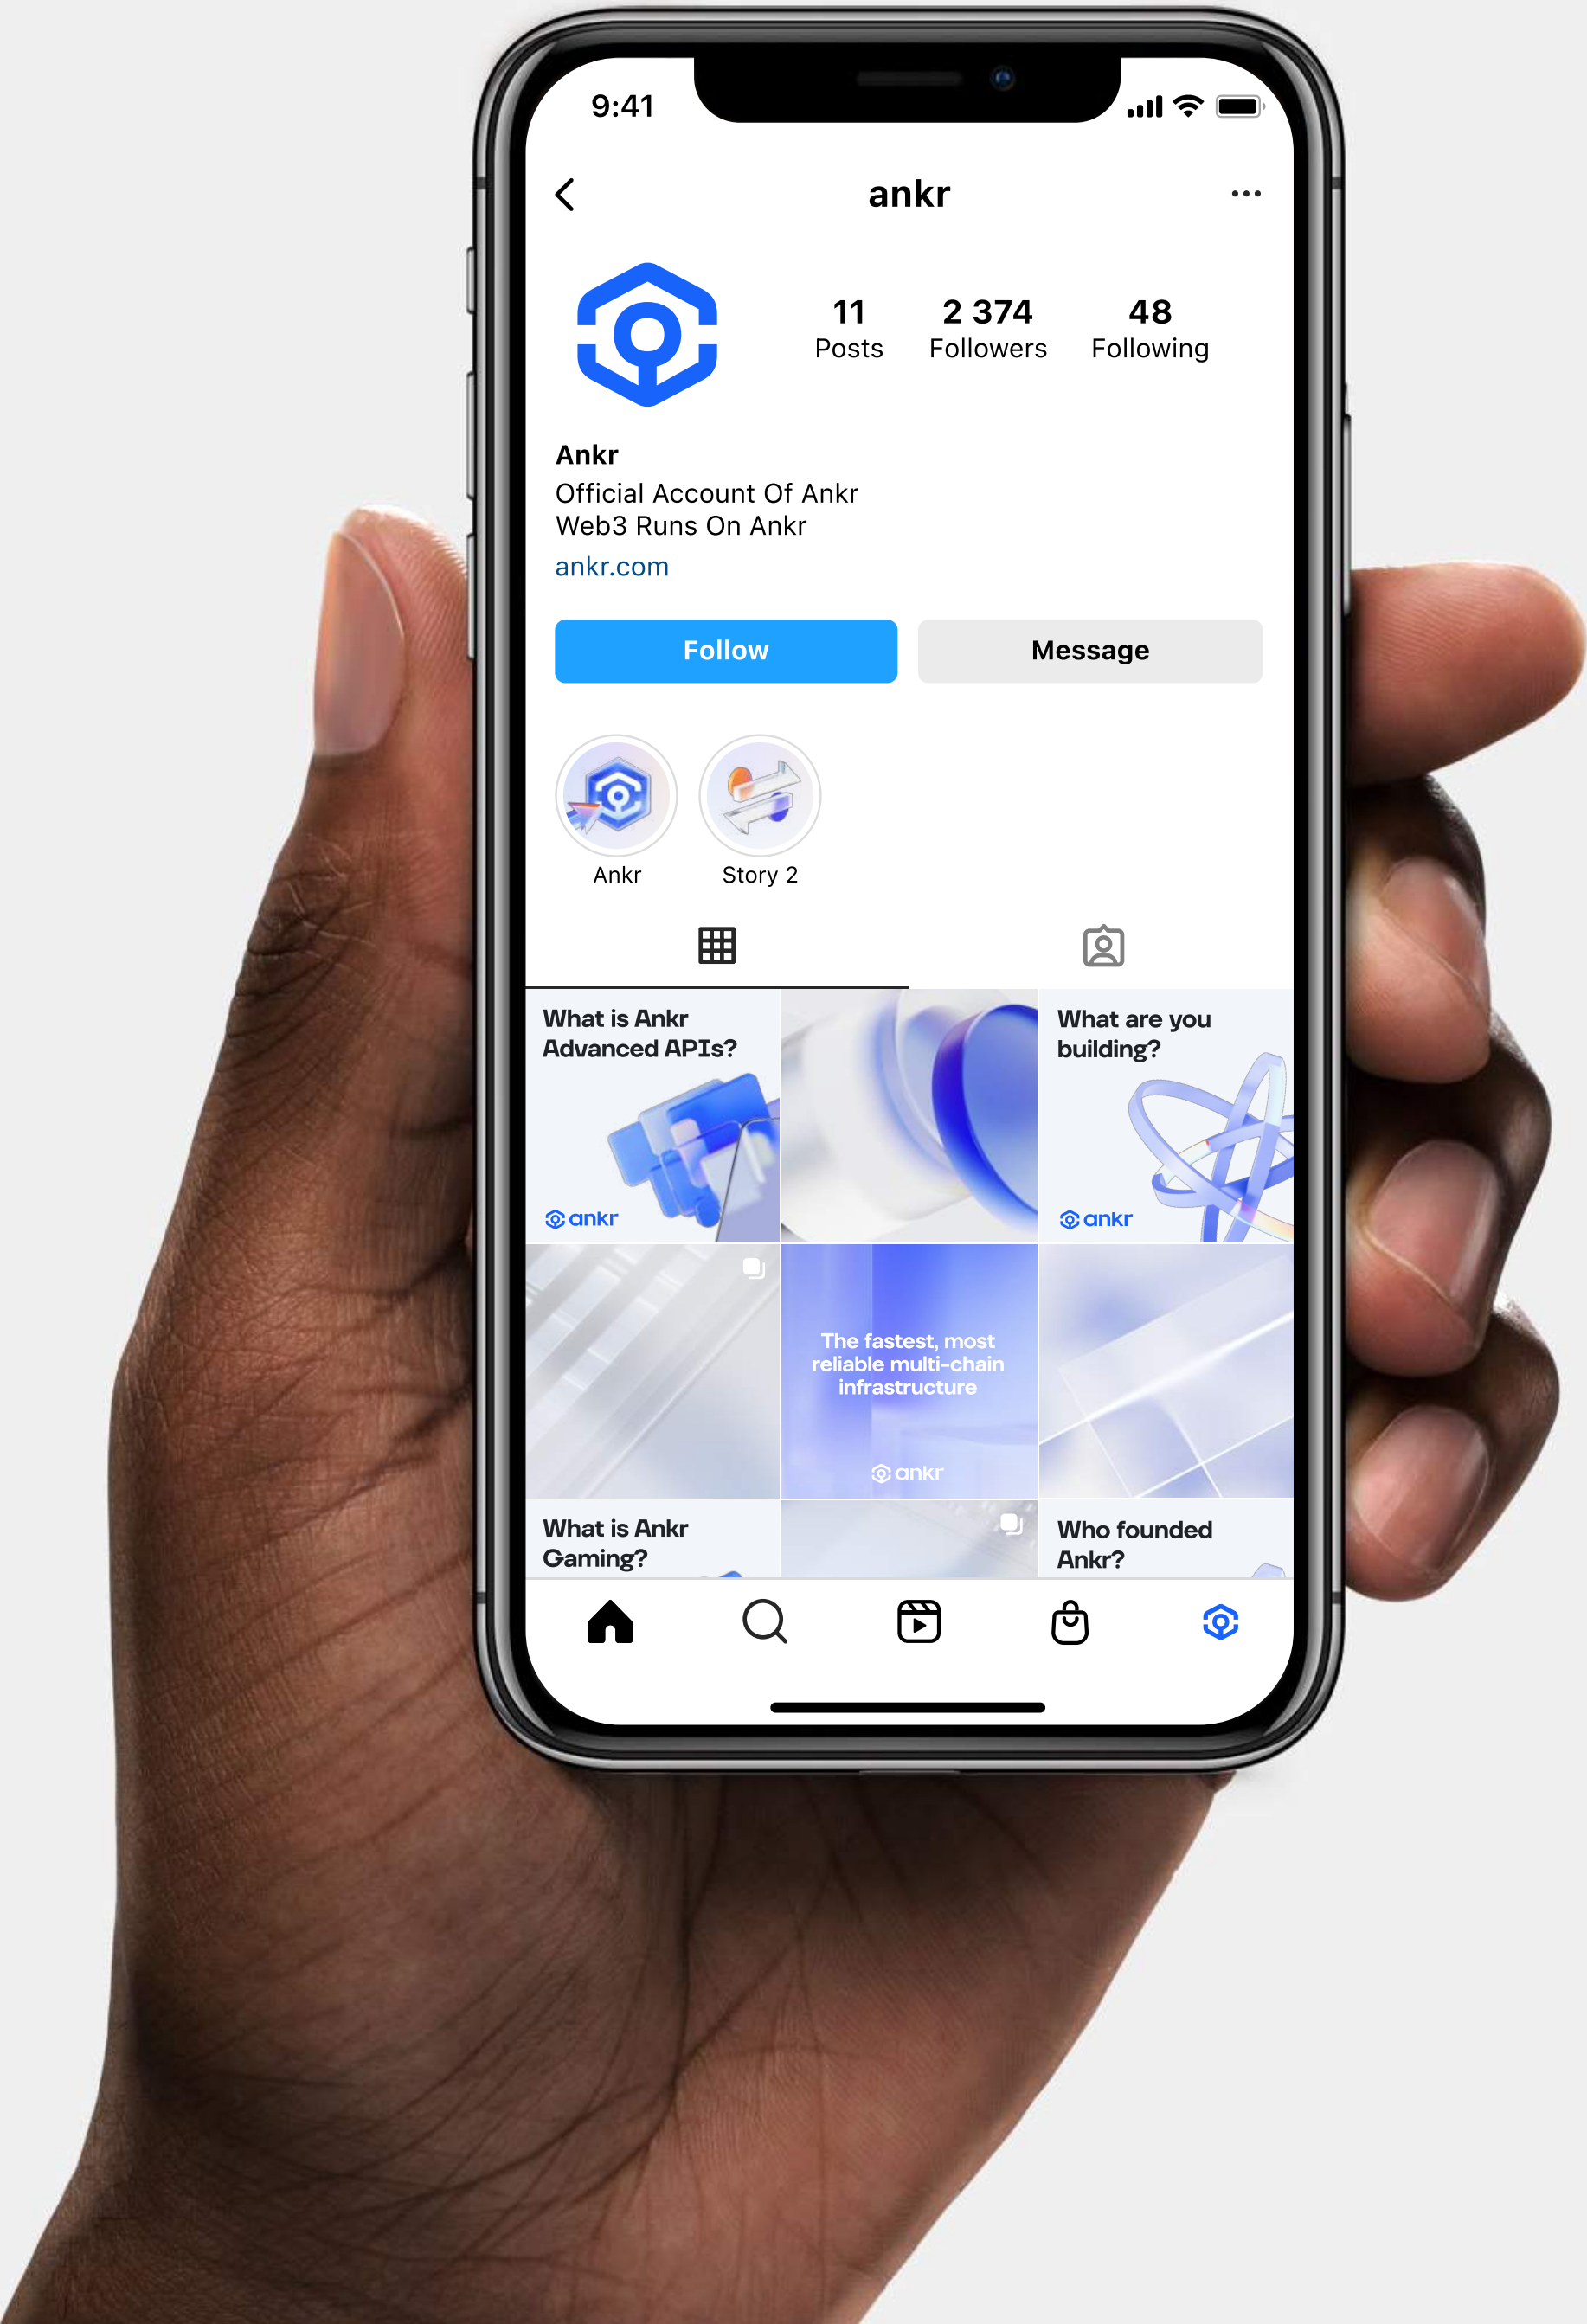 9:41
ankr
11
Posts
2 374
Followers
48
Following
Ankr
Official Account Of Ankr
Web3 Runs On Ankr
ankr.com
Follow
Message
Ankr
Story 2
What is Ankr
Advanced APIs?
ankr
What are you
building?
ankr
The fastest, most
reliable multi-chain
infrastructure
ankr
What is Ankr
Gaming?
Who founded
Ankr?